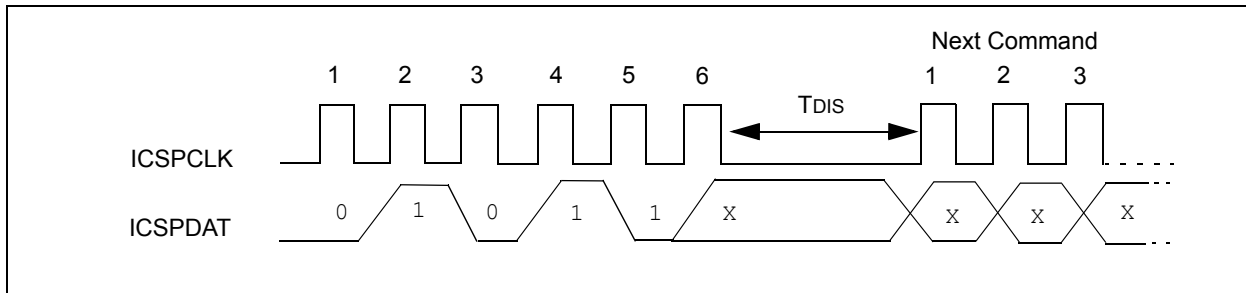 Next Command
1 2 3 4 5 6 1 2 3
TDIS
ICSPCLK
0 1 0 1 1 X X X X
ICSPDAT